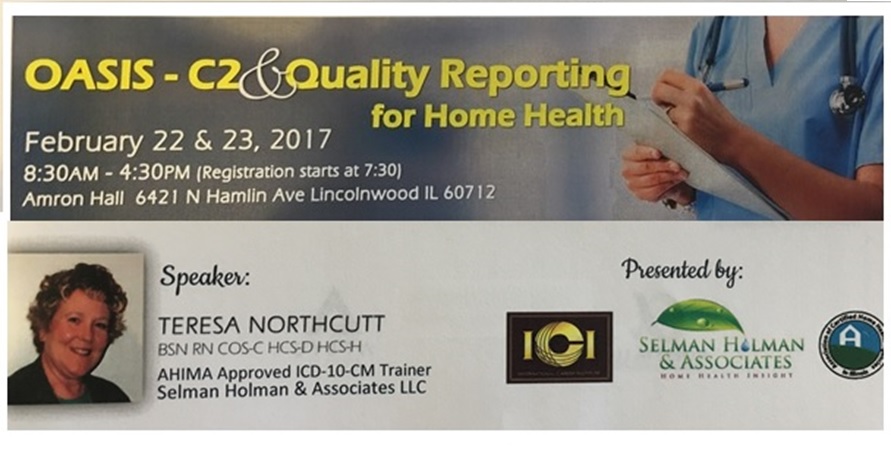 OASIS - C2 & Quality Reporting
for Home Health
February 22 & 23, 2017
8:30AM - 4:30PM (Registration starts at 7:30)
Amron Hall 6421 N Hamlin Ave Lincolnwood IL 60712
Speaker:
TERESA NORTHCUTT
BSN RN COS-C HCS-D HCS-H
AHIMA Approved ICD-10-CM Trainer
Selman Holman & Associates LLC
Presented by:
ICI
SELMAN HOLMAN
& ASSOCIATES
HOME HEALTH INSIGHT
A